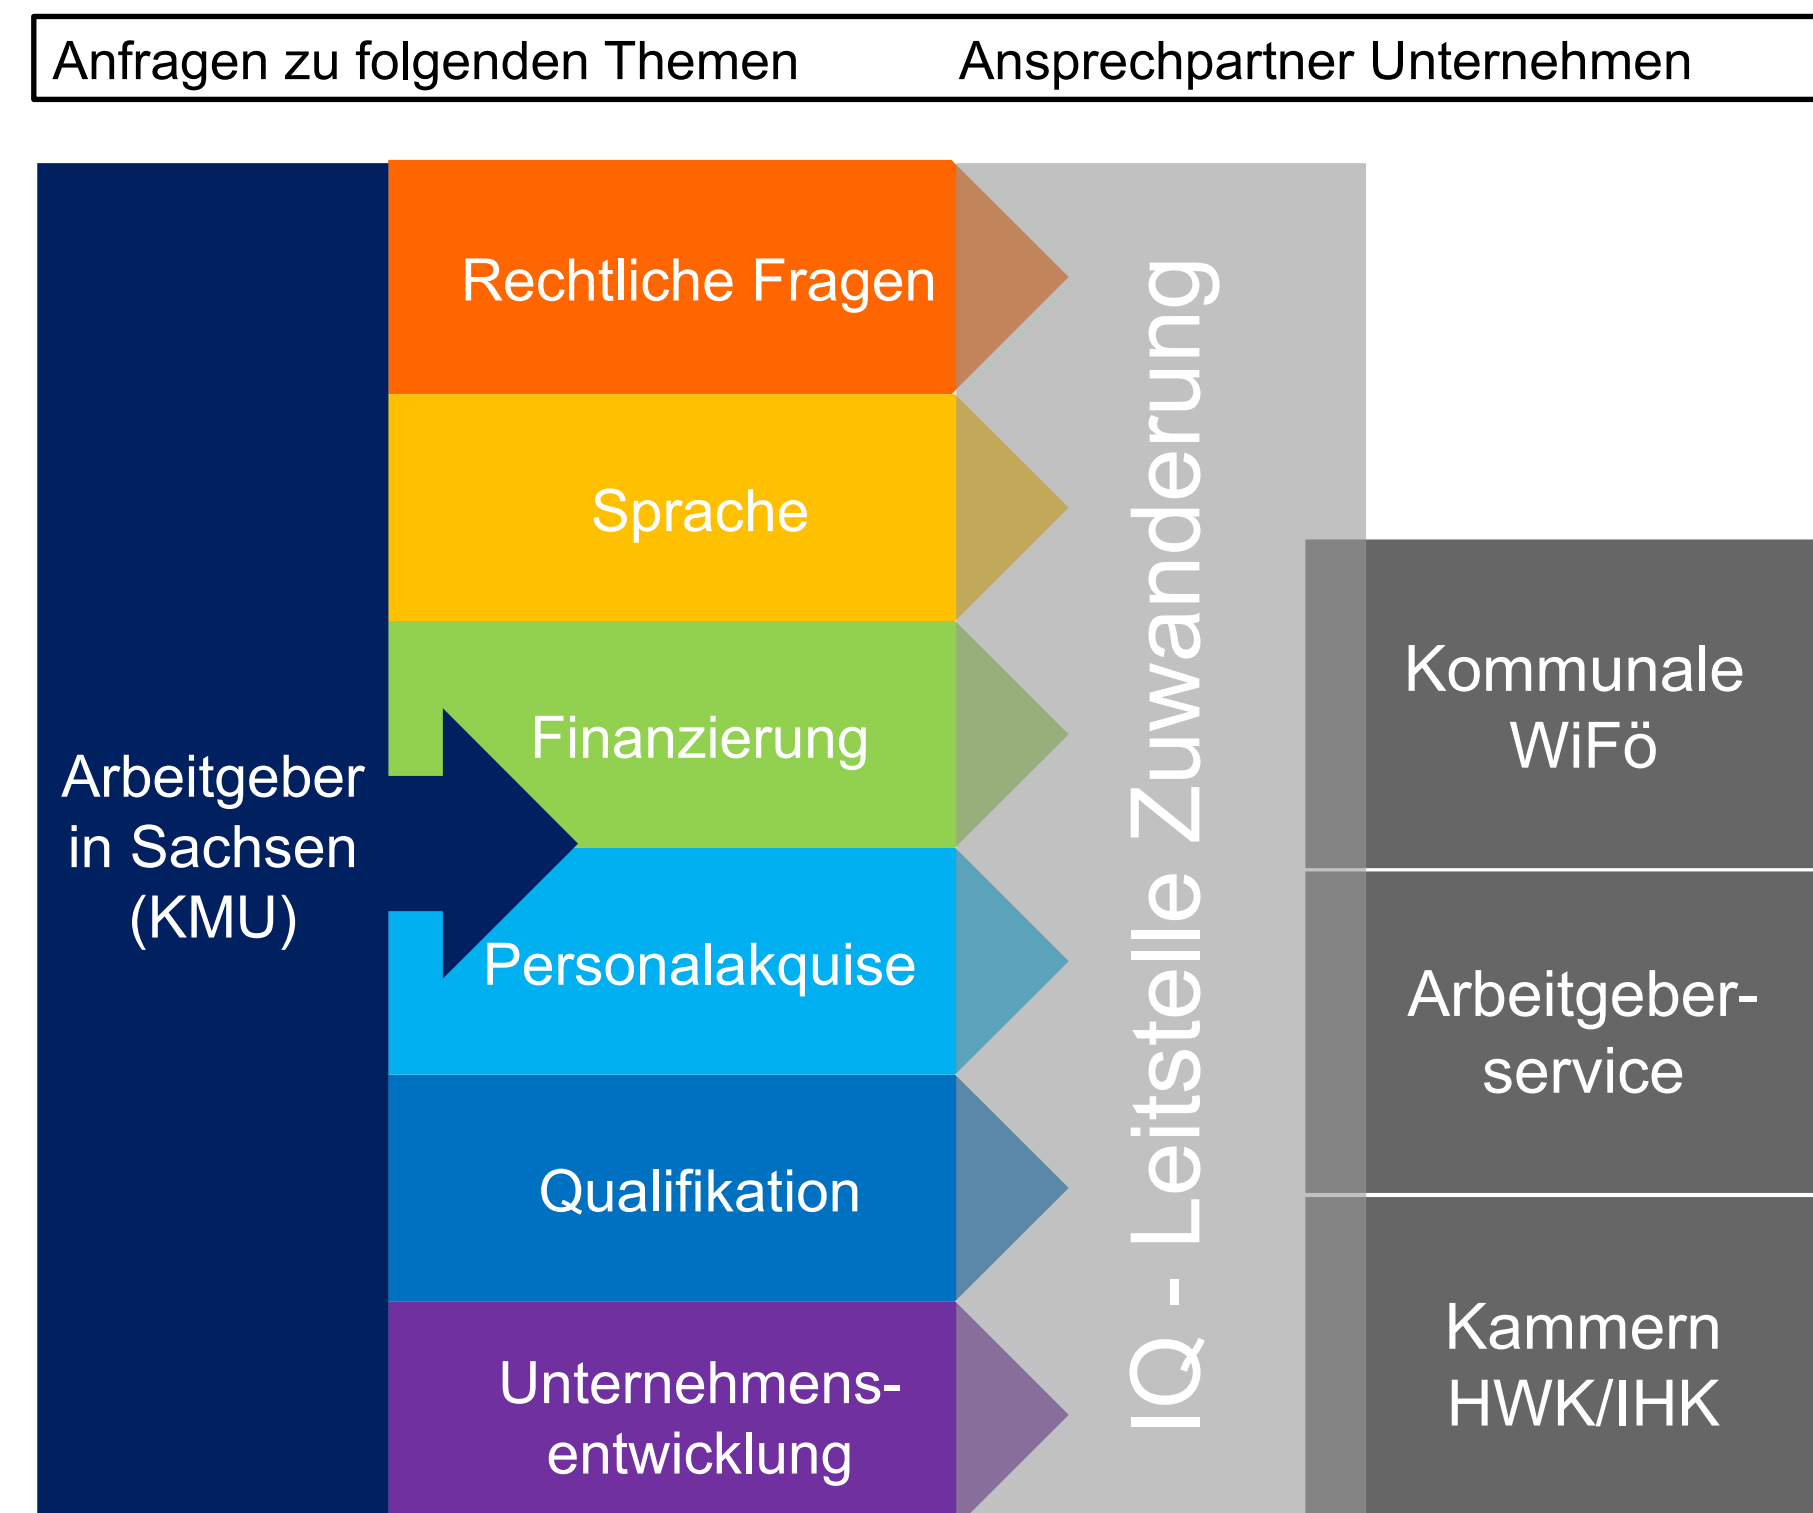 Anfragen zu folgenden Themen Ansprechpartner Unternehmen
Arbeitgeber
in Sachsen
(KMU)
Rechtliche Fragen
Sprache
Finanzierung
Personalakquise
Qualifikation
Unternehmens-
entwicklung
IQ - Leitstelle Zuwanderung
Kommunale
WiFö
Arbeitgeber-
service
Kammern
HWK/IHK